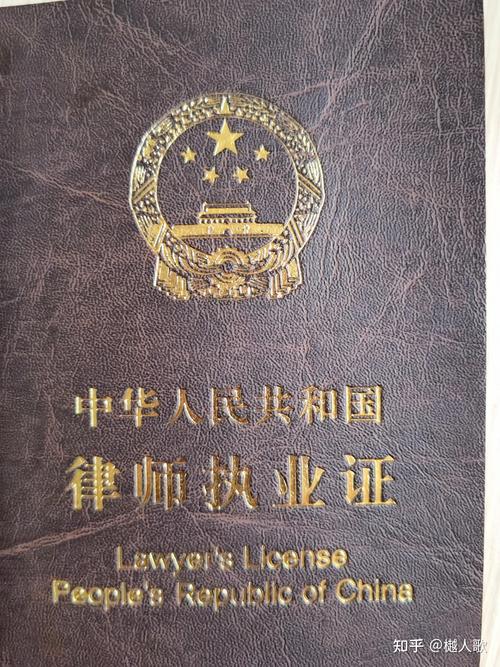 中华人民共和国
律师执业证
Lawyer's License
People's Republic of China
知乎 @樾人歌